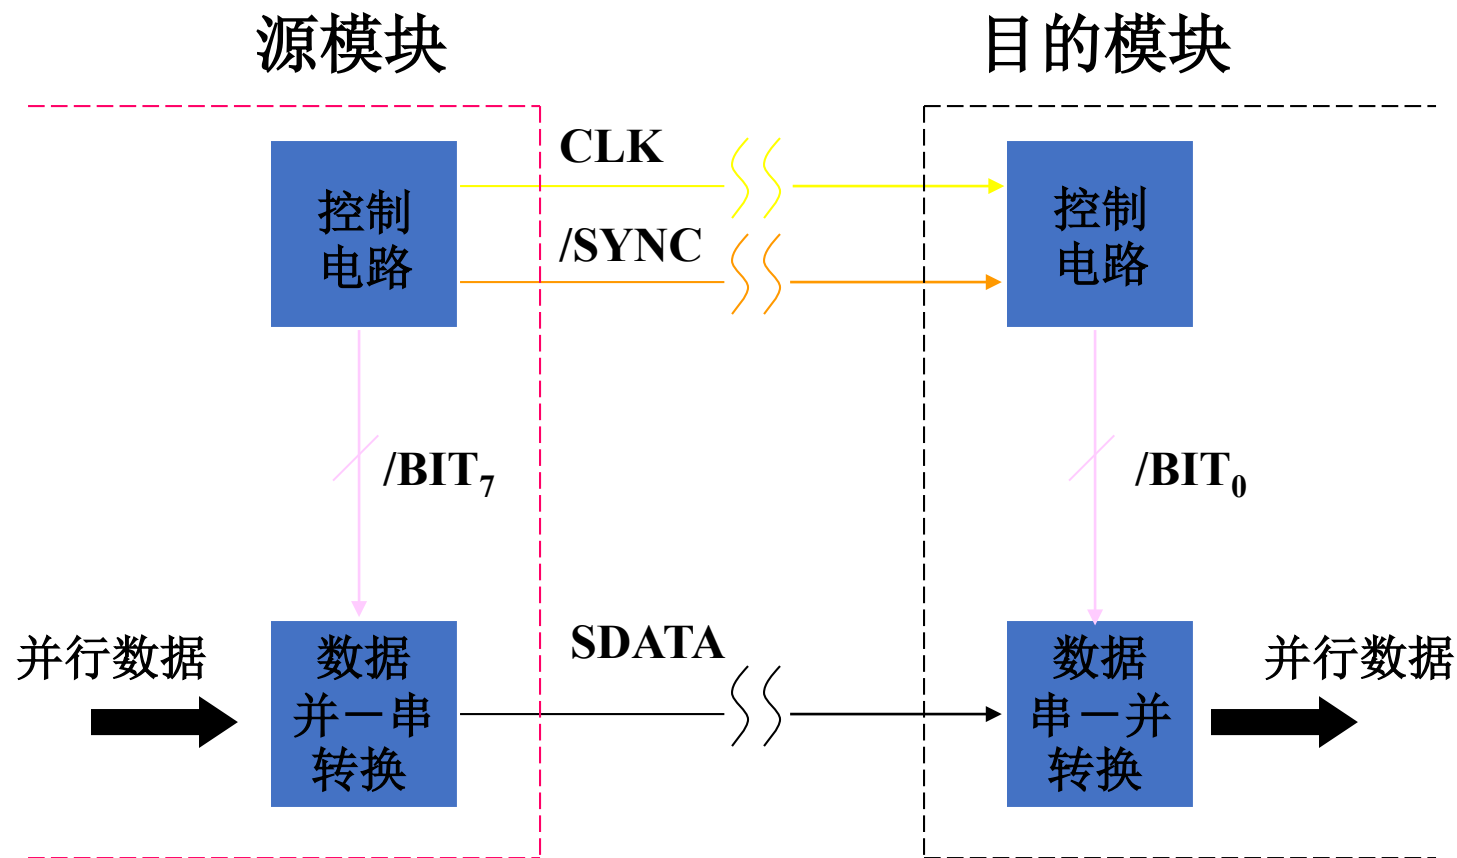 源模块
目的模块
CLK
控制
电路
控制
电路
/SYNC
/BIT7
/BIT0
并行数据
数据
并－串
转换
SDATA
数据
串－并
转换
并行数据